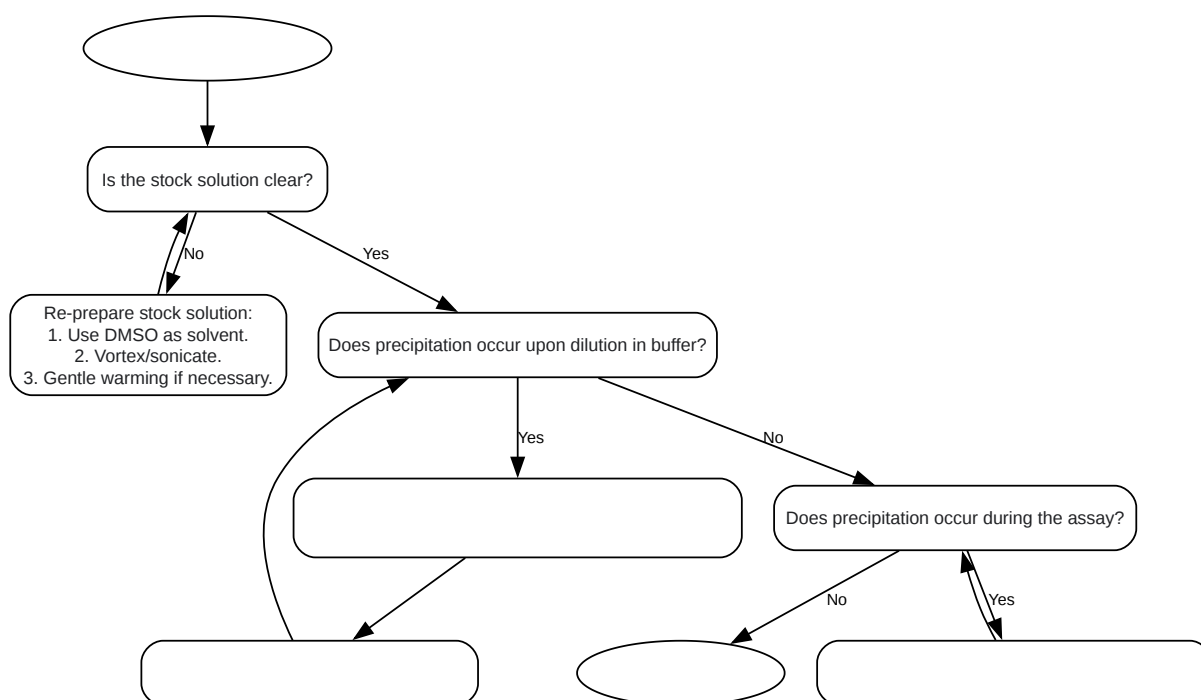 Is the stock solution clear?
No
Yes
Re-prepare stock solution:
1. Use DMSO as solvent.
2. Vortex/sonicate.
3. Gentle warming if necessary.
Does precipitation occur upon dilution in buffer?
Yes
No
Does precipitation occur during the assay?
No
Yes